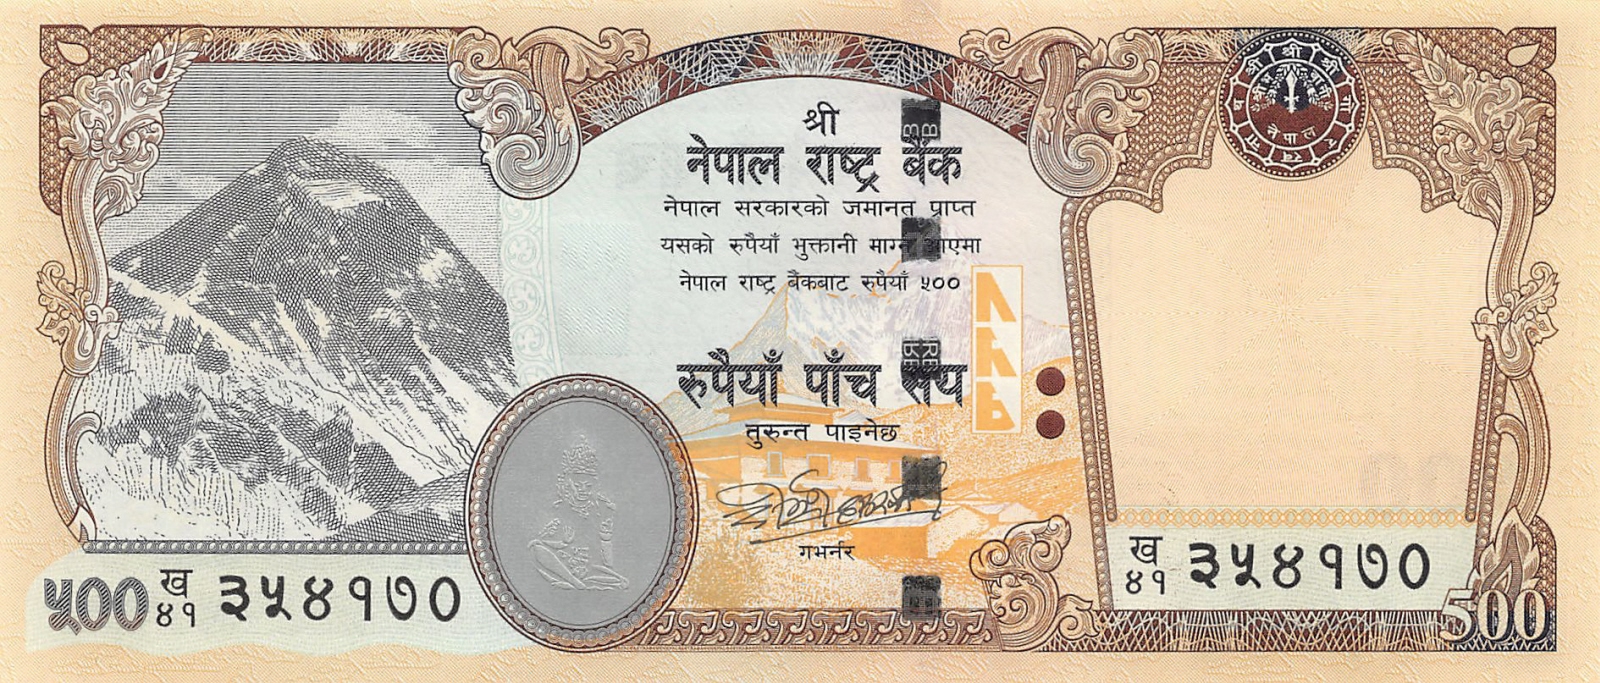 श्री
नेपाल राष्ट्र बैंक
नेपाल सरकारको जमानत प्राप्त
यसको रुपैयाँ भुक्तानी माग्न आएमा
नेपाल राष्ट्र बैंकबाट रुपैयाँ ५००
रुपैयाँ पाँच सय
तुरुन्त पाइनेछ
गभर्नर
५०० ख ४१ ३५४१७०
श्री
नेपाल
ख ४१ ३५४१७०
500